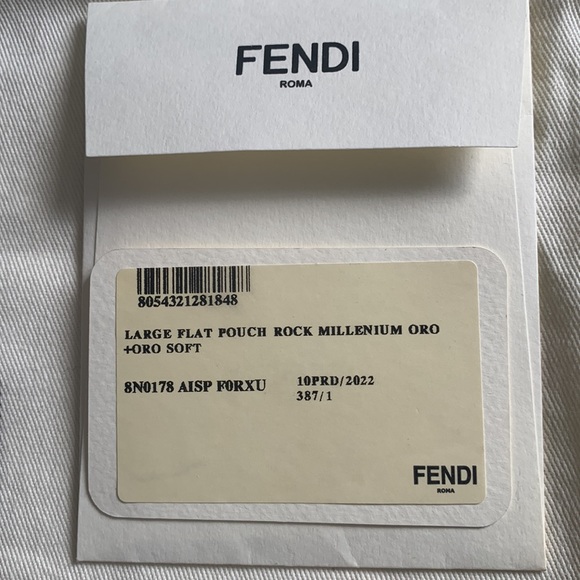 FENDI
ROMA
8054321281848
LARGE FLAT POUCH ROCK MILLENIUM ORO
+ORO SOFT
8N0178 AISP F0RXU
10PRD/2022
387/1
FENDI
ROMA